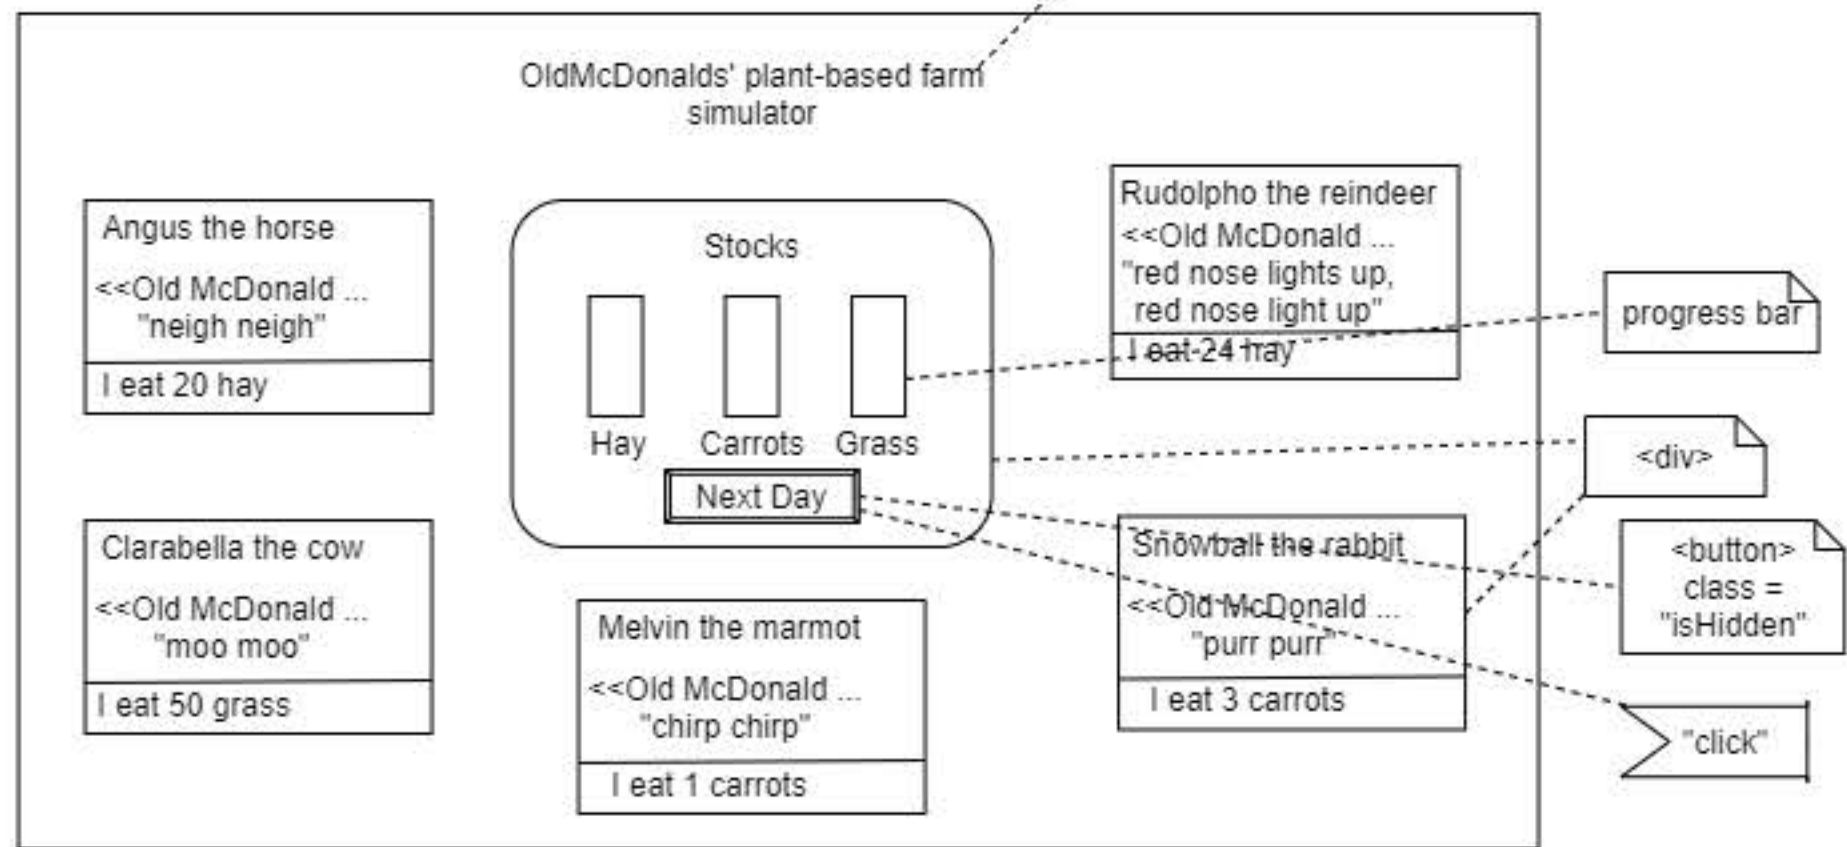 OldMcDonalds' plant-based farm
simulator
Angus the horse
<<Old McDonald ...
"neigh neigh"
I eat 20 hay
Stocks
Hay
Carrots
Grass
Next Day
Rudolpho the reindeer
<<Old McDonald ...
"red nose lights up,
red nose light up"
I eat 24 hay
progress bar
<div>
<button>
class =
"isHidden"
"click"
Clarabella the cow
<<Old McDonald ...
"moo moo"
I eat 50 grass
Melvin the marmot
<<Old McDonald ...
"chirp chirp"
I eat 1 carrots
Snowball the rabbit
<<Old McDonald ...
"purr purr"
I eat 3 carrots